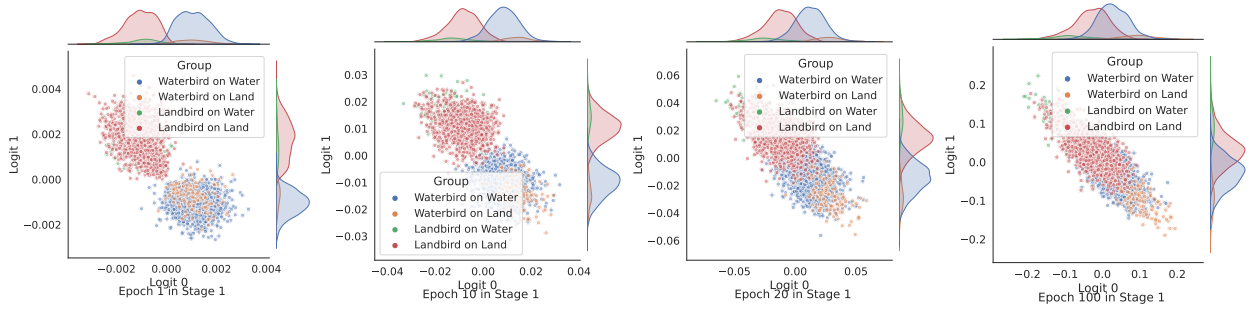 Group
Waterbird on Water
Waterbird on Land
Landbird on Water
Landbird on Land
Logit 1
0.004
0.002
0.000
−0.002
−0.002
0.000
0.002
0.004
Logit 0
Epoch 1 in Stage 1
Group
Waterbird on Water
Waterbird on Land
Landbird on Water
Landbird on Land
Logit 1
0.03
0.02
0.01
0.00
−0.01
−0.02
−0.03
−0.04
−0.02
0.00
0.02
0.04
Logit 0
Epoch 10 in Stage 1
Group
Waterbird on Water
Waterbird on Land
Landbird on Water
Landbird on Land
Logit 1
0.06
0.04
0.02
0.00
−0.02
−0.04
−0.06
−0.05
0.00
0.05
Logit 0
Epoch 20 in Stage 1
Group
Waterbird on Water
Waterbird on Land
Landbird on Water
Landbird on Land
Logit 1
0.2
0.1
0.0
−0.1
−0.2
−0.2
−0.1
0.0
0.1
0.2
Logit 0
Epoch 100 in Stage 1